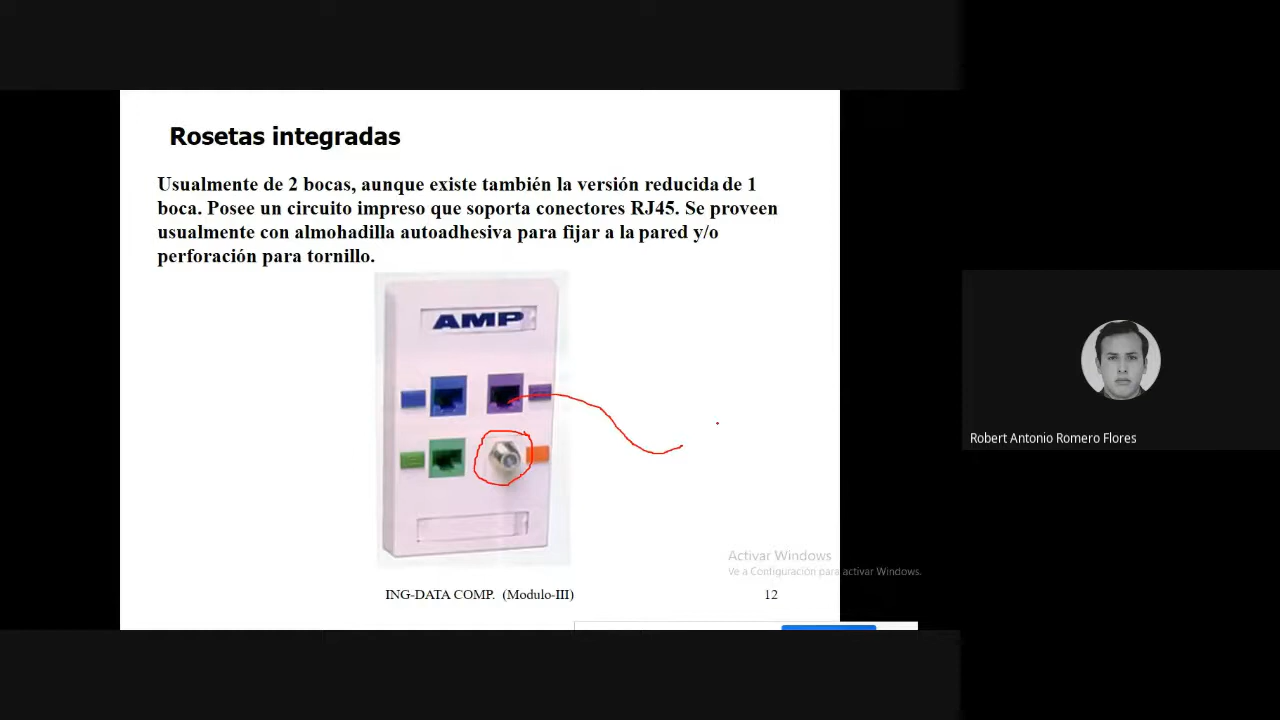 Rosetas integradas
Usualmente de 2 bocas, aunque existe también la versión reducida de 1
boca. Posee un circuito impreso que soporta conectores RJ45. Se proveen
usualmente con almohadilla autoadhesiva para fijar a la pared y/o
perforación para tornillo.
AMP
Robert Antonio Romero Flores
Activar Windows
Ve a Configuración para activar Windows.
ING-DATA COMP. (Modulo-III)
12